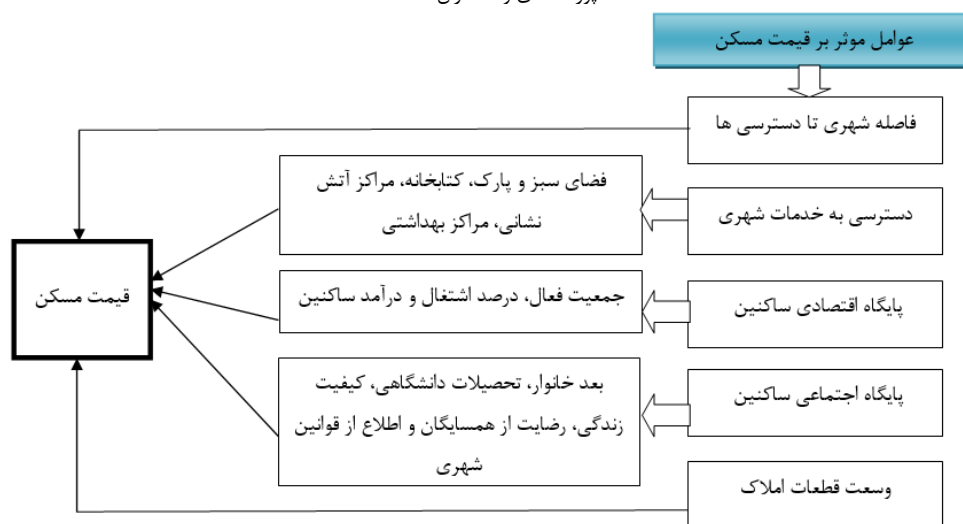 عوامل موثر بر قیمت مسکن
فاصله شهری تا دسترسی ها
فضای سبز و پارک، کتابخانه، مراکز آتش
نشانی، مراکز بهداشتی
دسترسی به خدمات شهری
قیمت مسکن
جمعیت فعال، درصد اشتغال و درآمد ساکنین
پایگاه اقتصادی ساکنین
بعد خانوار، تحصیلات دانشگاهی، کیفیت
زندگی، رضایت از همسایگان و اطلاع از قوانین
شهری
پایگاه اجتماعی ساکنین
وسعت قطعات املاک